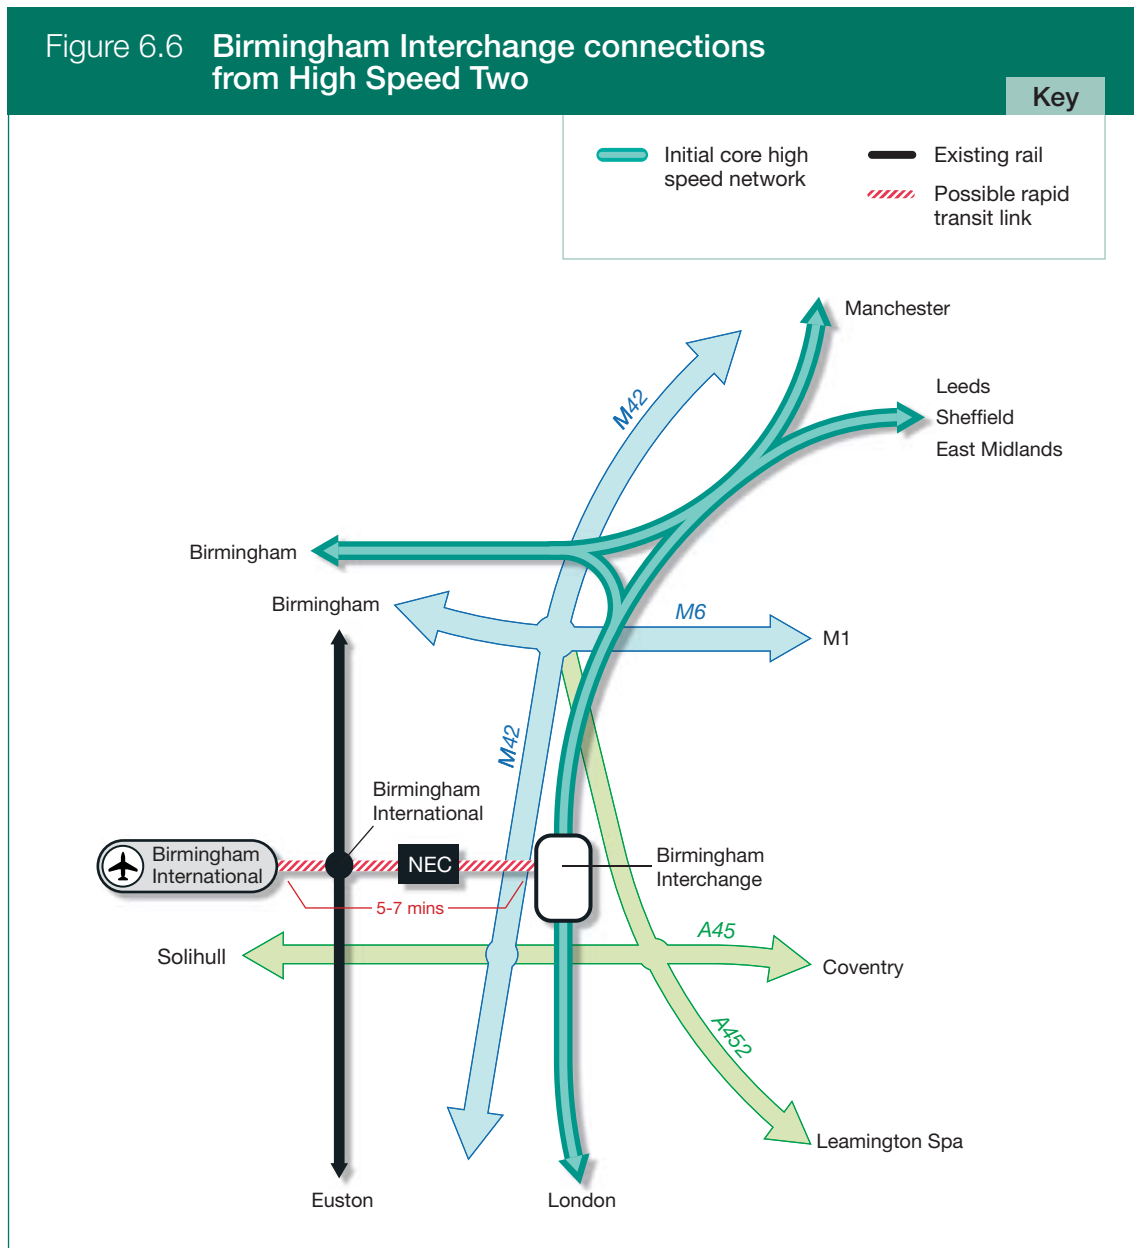 Figure 6.6 Birmingham Interchange connections
from High Speed Two
Key
Initial core high
speed network
Existing rail
Possible rapid
transit link
Manchester
M42
Leeds
Sheffield
East Midlands
Birmingham
Birmingham
M6
M1
M42
Birmingham
International
Birmingham
International
NEC
Birmingham
Interchange
5-7 mins
A45
Solihull
Coventry
A452
Leamington Spa
Euston
London